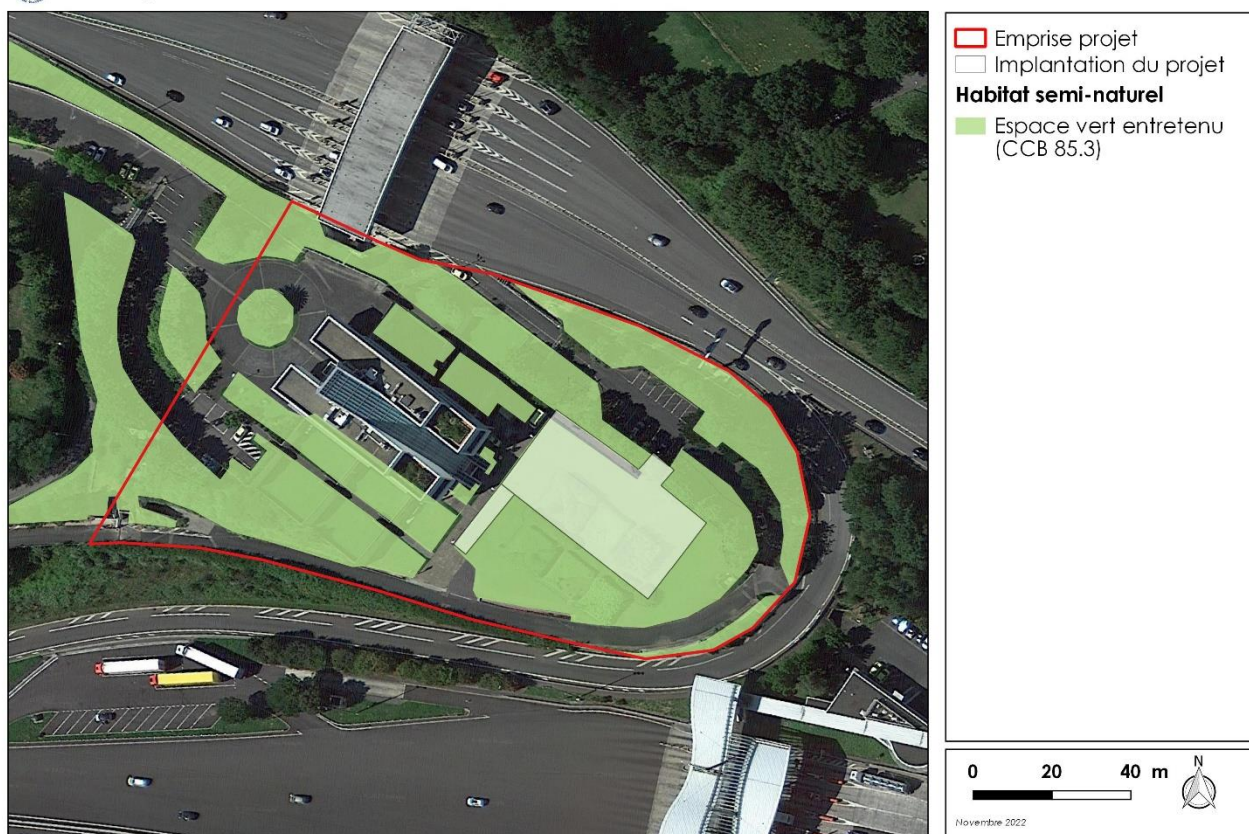 Emprise projet
Implantation du projet
Habitat semi-naturel
Espace vert entretenu
(CCB 85.3)
0 20 40 m
N
Novembre 2022